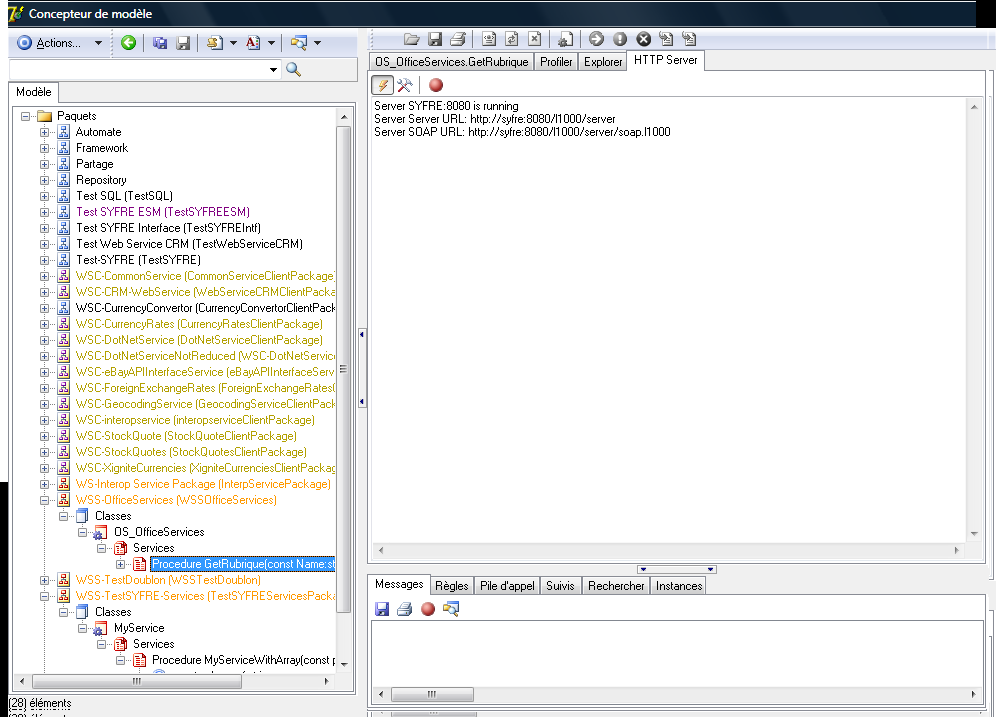 Concepteur de modèle
Actions...
Modèle
Paquets
Automate
Framework
Partage
Repository
Test SQL (TestSQL)
Test SYFRE ESM (TestSYFREESM)
Test SYFRE Interface (TestSYFREIntf)
Test Web Service CRM (TestWebServiceCRM)
Test-SYFRE (TestSYFRE)
WSC-CommonService (CommonServiceClientPackage)
WSC-CRM-WebService (WebServiceCRMClientPacka
WSC-CurrencyConvertor (CurrencyConvertorClientPack
WSC-CurrencyRates (CurrencyRatesClientPackage)
WSC-DotNetService (DotNetServiceClientPackage)
WSC-DotNetServiceNotReduced (WSC-DotNetService
WSC-eBayAPIInterfaceService (eBayAPIInterfaceServ
WSC-ForeignExchangeRates (ForeignExchangeRates
WSC-GeocodingService (GeocodingServiceClientPack
WSC-interopservice (interopserviceClientPackage)
WSC-StockQuote (StockQuoteClientPackage)
WSC-StockQuotes (StockQuotesClientPackage)
WSC-XigniteCurrencies (XigniteCurrenciesClientPackag
WS-Interop Service Package (InterpServicePackage)
WSS-OfficeServices (WSSOfficeServices)
Classes
OS_OfficeServices
Services
Procedure GetRubrique(const Name:st
WSS-TestDoublon (WSSTestDoublon)
WSS-TestSYFRE-Services (TestSYFREServicesPacka
Classes
MyService
Services
Procedure MyServiceWithArray(const p
(28) éléments
OS_OfficeServices.GetRubrique
Profiler
Explorer
HTTP Server
Server SYFRE:8080 is running
Server Server URL: http://syfre:8080/l1000/server
Server SOAP URL: http://syfre:8080/l1000/server/soap.l1000
Messages
Règles
Pile d'appel
Suivis
Rechercher
Instances